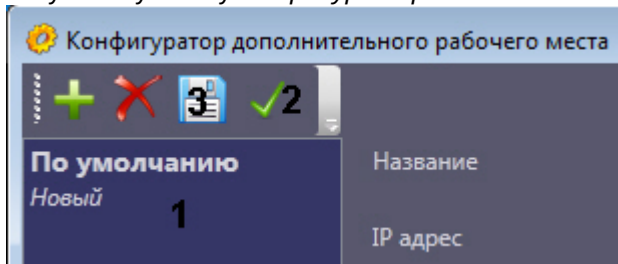 Конфигуратор дополнительного рабочего места
3 2
По умолчанию
Новый
1
Название
IP адрес